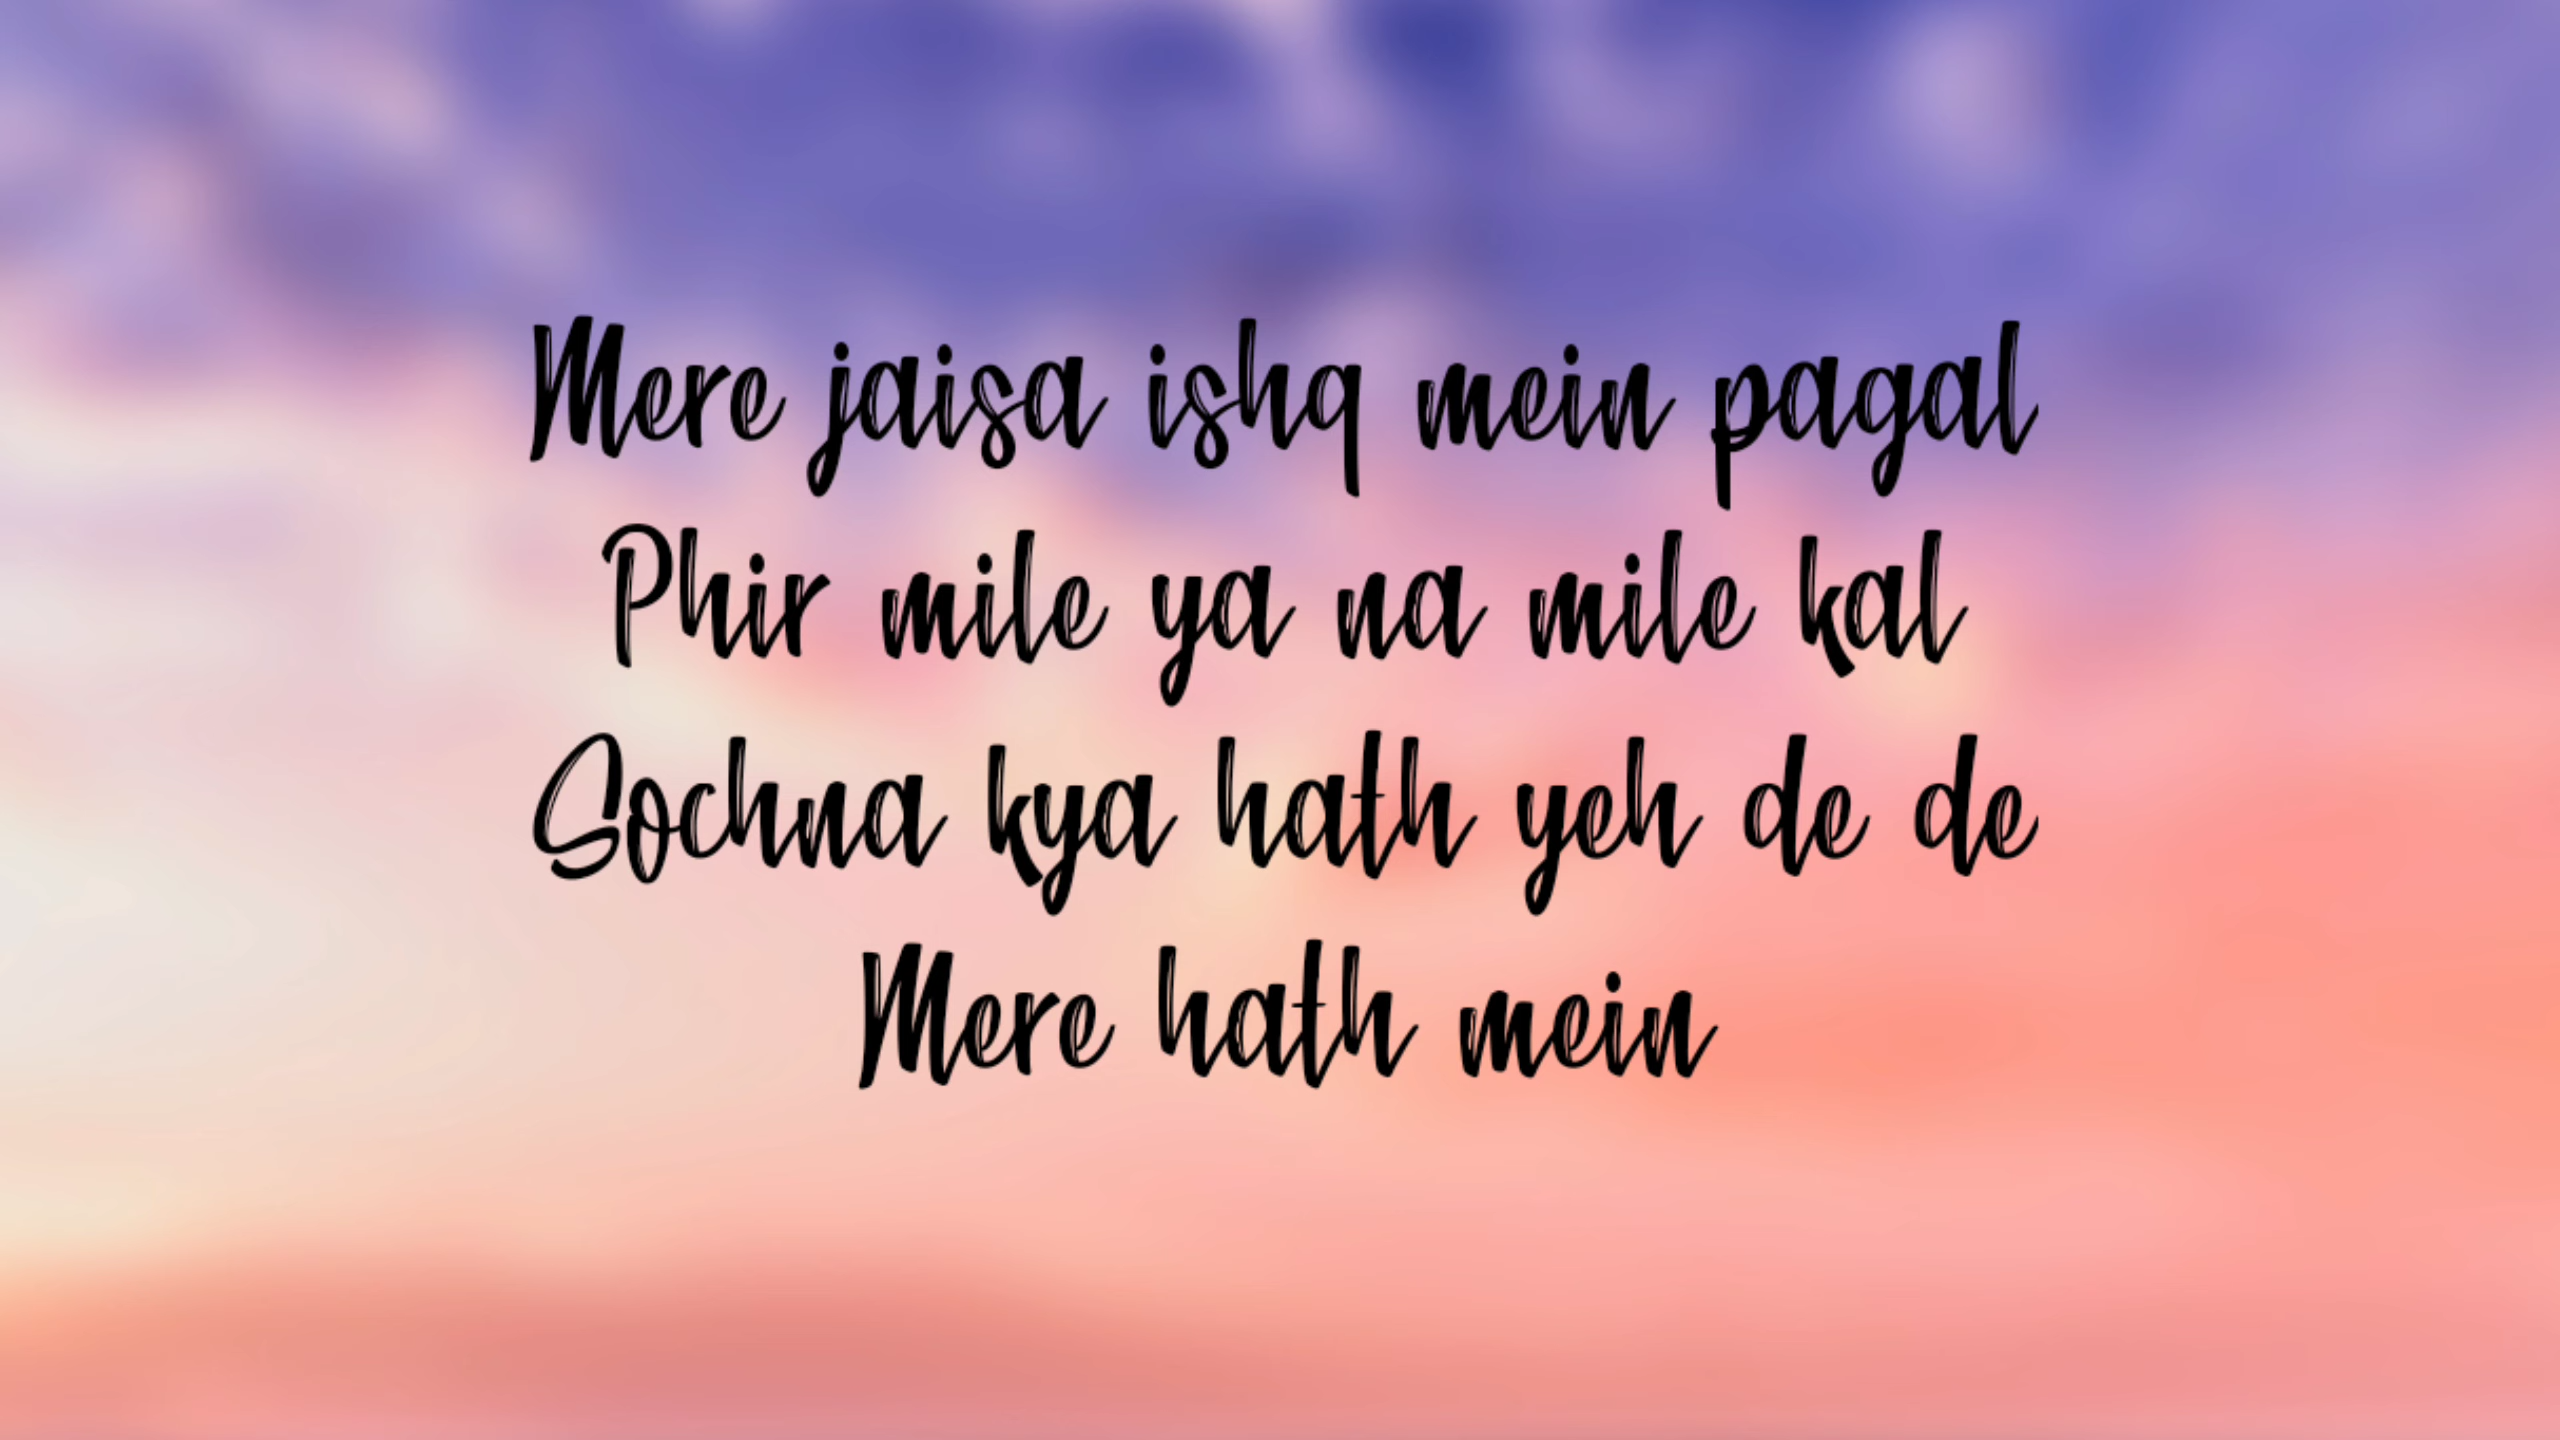 Mere jaisa ishq mein pagal
Phir mile ya na mile kal
Sochna kya hath yeh de de
Mere hath mein